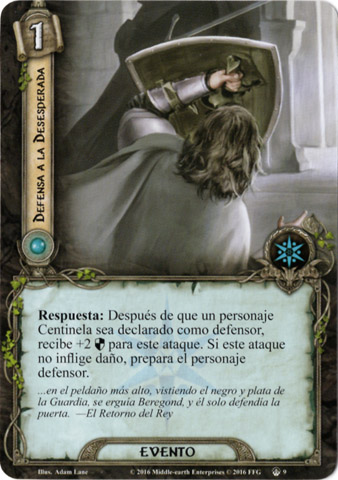 1
DEFENSA A LA DESESPERADA
Respuesta: Después de que un personaje
Centinela sea declarado como defensor,
recibe +2 para este ataque. Si este ataque
no inflige daño, prepara el personaje
defensor.
...en el peldaño más alto, vistiendo el negro y plata de
la Guardia, se erguía Beregond, y él solo defendía la
puerta. —El Retorno del Rey
EVENTO
Illus. Adam Lane © 2016 Middle-earth Enterprises © 2016 FFG 9